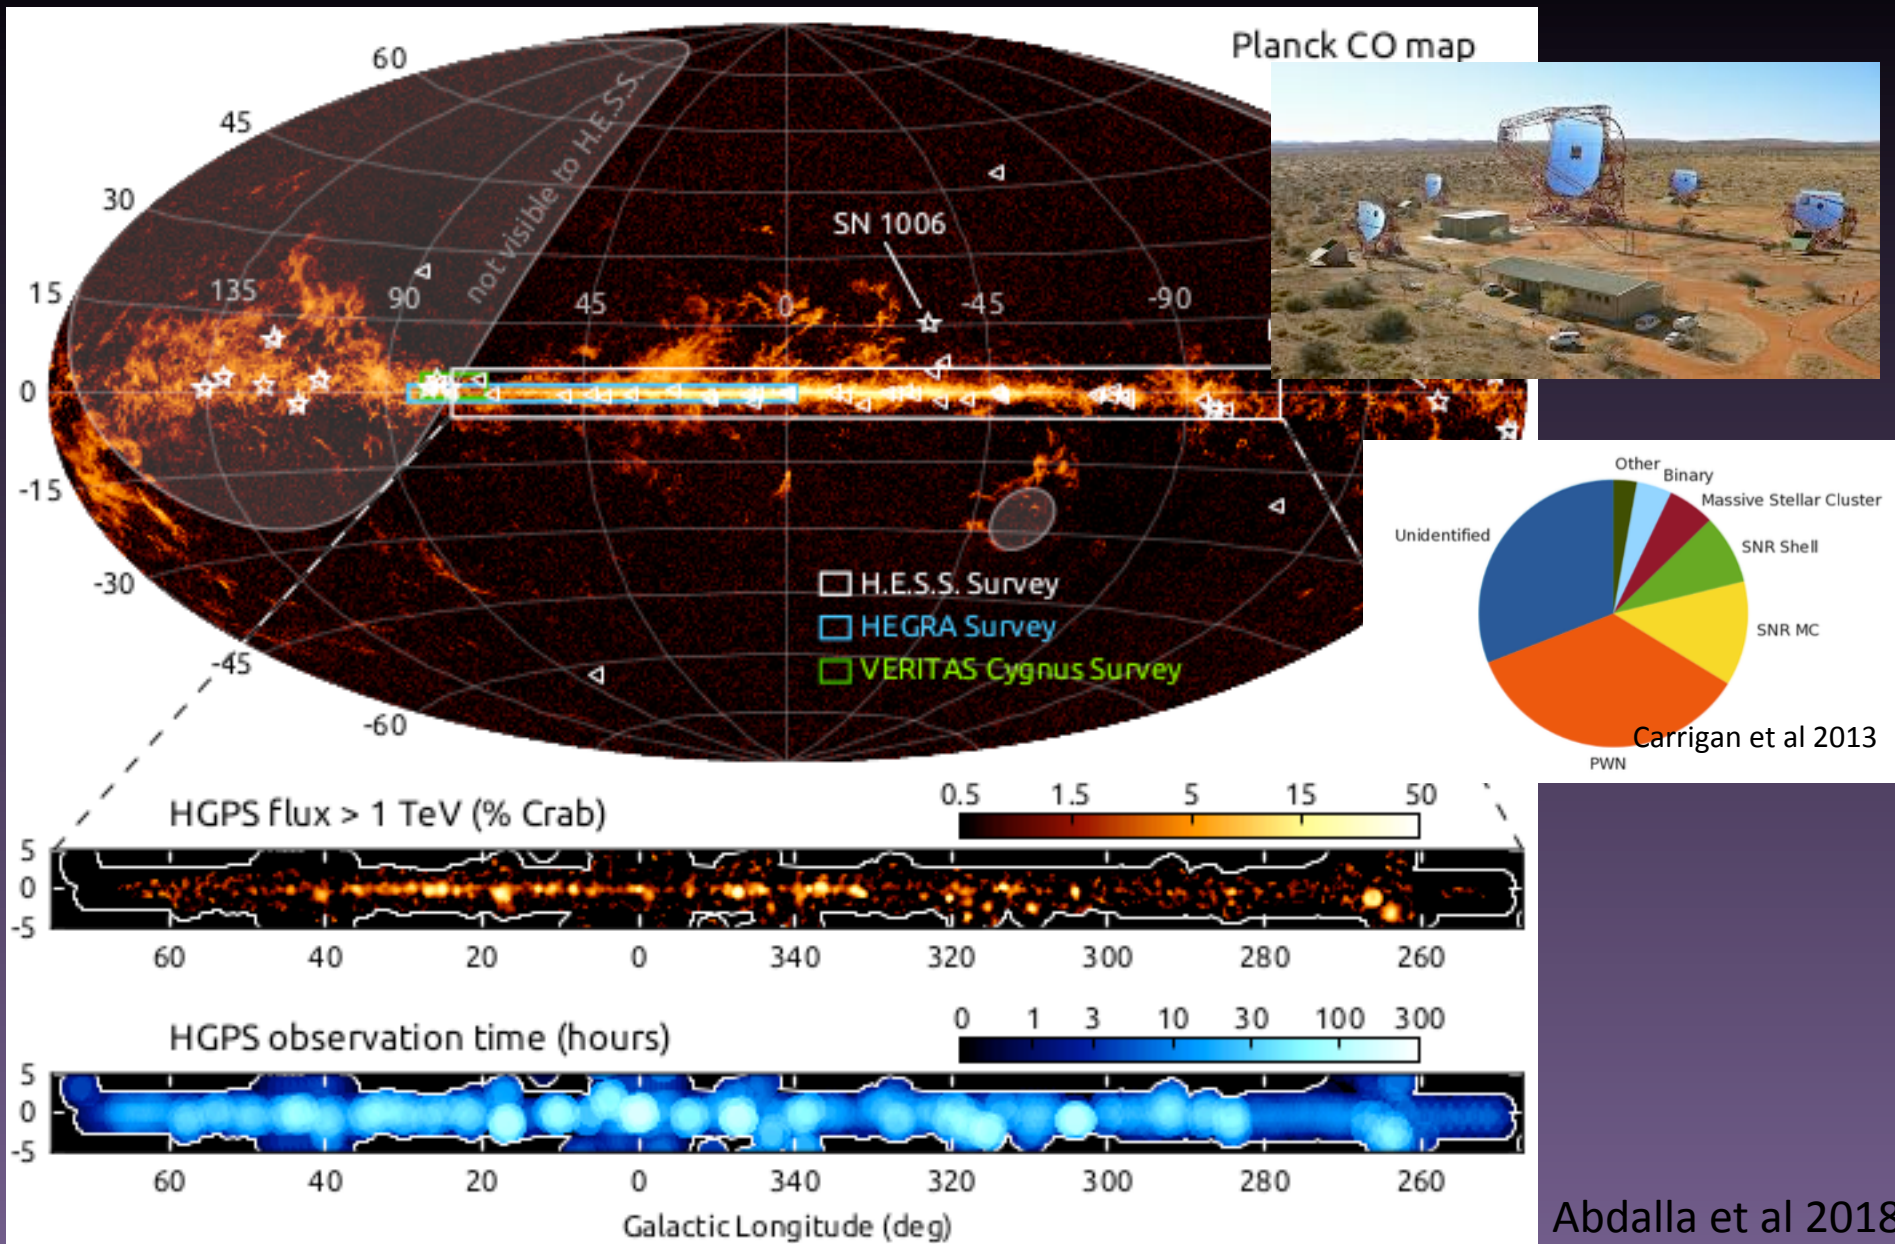 Planck CO map
60
45
30
15
0
-15
-30
-45
-60
not visible to H.E.S.S.
135
90
45
0
-45
-90
SN 1006
H.E.S.S. Survey
HEGRA Survey
VERITAS Cygnus Survey
Other
Binary
Massive Stellar Cluster
SNR Shell
SNR MC
PWN
Unidentified
Carrigan et al 2013
HGPS flux > 1 TeV (% Crab)
0.5 1.5 5 15 50
5
0
-5
60 40 20 0 340 320 300 280 260
HGPS observation time (hours)
0 1 3 10 30 100 300
5
0
-5
60 40 20 0 340 320 300 280 260
Galactic Longitude (deg)
Abdalla et al 2018